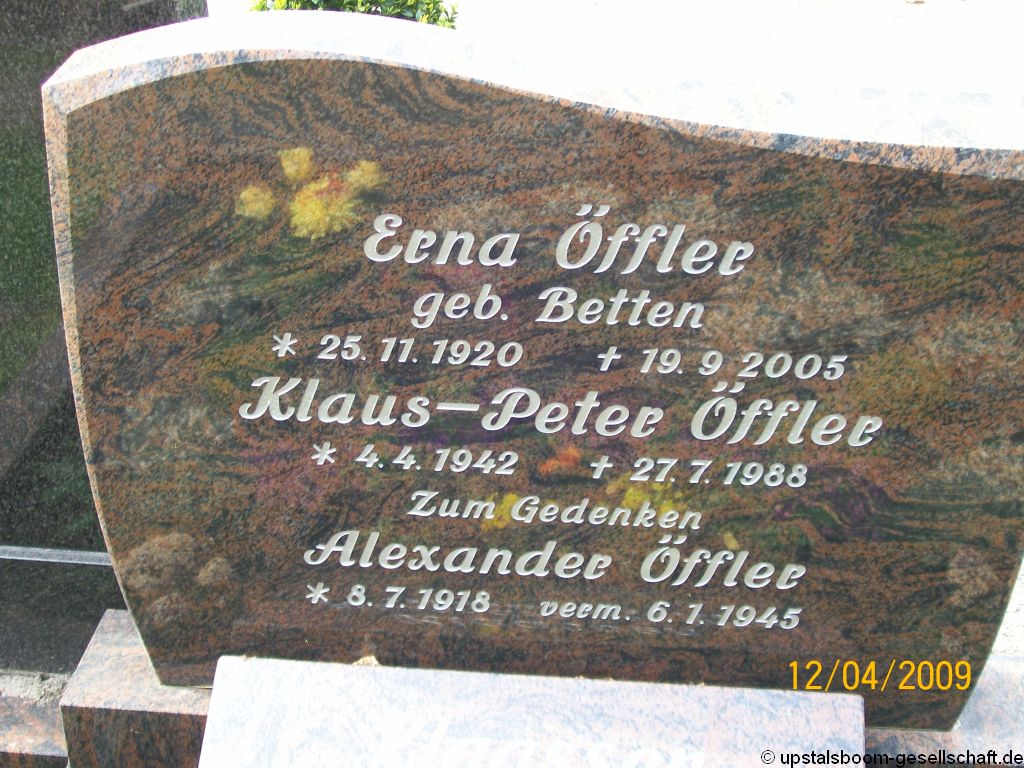 Erna Öffler
geb. Betten
* 25. 11. 1920 † 19. 9. 2005
Klaus-Peter Öffler
* 4. 4. 1942 † 27. 7. 1988
Zum Gedenken
Alexander Öffler
* 8. 7. 1918 verm. 6. 1. 1945
12/04/2009
© upstalsboom-gesellschaft.de